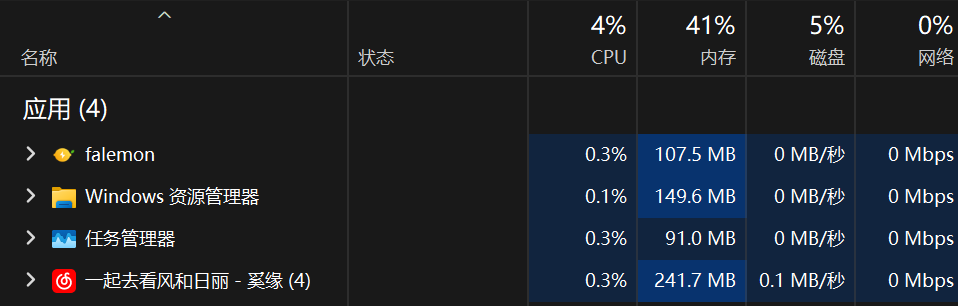 4% 41% 5% 0%
名称 状态 CPU 内存 磁盘 网络
应用 (4)
falemon 0.3% 107.5 MB 0 MB/秒 0 Mbps
Windows 资源管理器 0.1% 149.6 MB 0 MB/秒 0 Mbps
任务管理器 0.3% 91.0 MB 0 MB/秒 0 Mbps
一起去看风和日丽 - 奚缘 (4) 0.3% 241.7 MB 0.1 MB/秒 0 Mbps